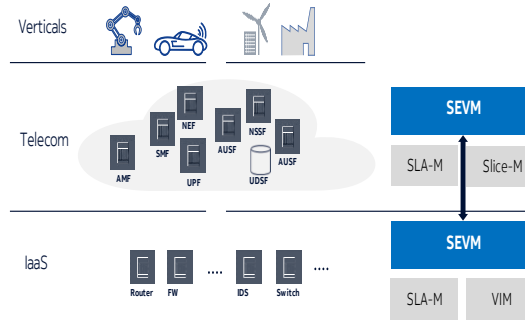 Verticals
Telecom
NEF
NSSF
SMF
AUSF
AUSF
AMF
UPF
UDSF
SEVM
SLA-M
Slice-M
IaaS
Router
FW
....
IDS
Switch
....
SEVM
SLA-M
VIM